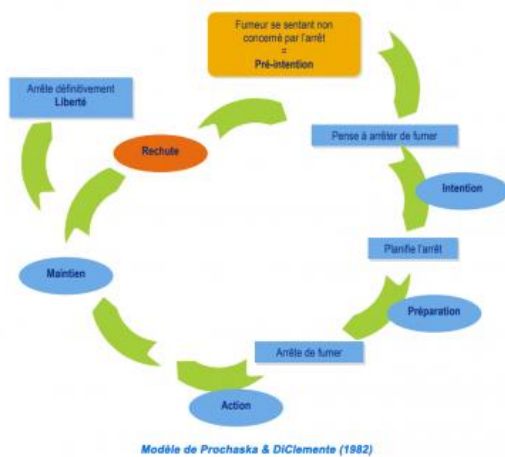 Fumeur se sentant non
concerné par l'arrêt
=
Pré-intention
Arrête définitivement
Liberté
Rechute
Pense à arrêter de fumer
Intention
Planifie l'arrêt
Maintien
Préparation
Arrête de fumer
Action
Modèle de Prochaska & DiClemente (1982)